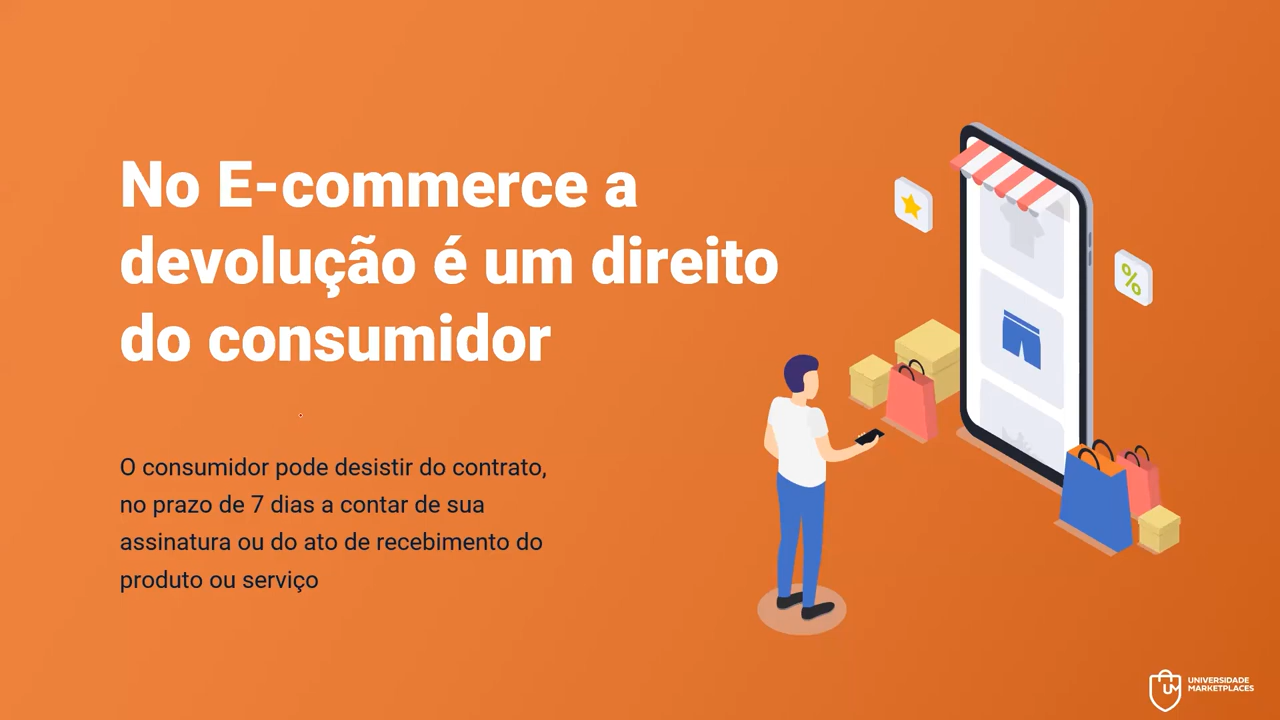 No E-commerce a
devolução é um direito
do consumidor
O consumidor pode desistir do contrato,
no prazo de 7 dias a contar de sua
assinatura ou do ato de recebimento do
produto ou serviço
%
UM
UNIVERSIDADE
MARKETPLACES